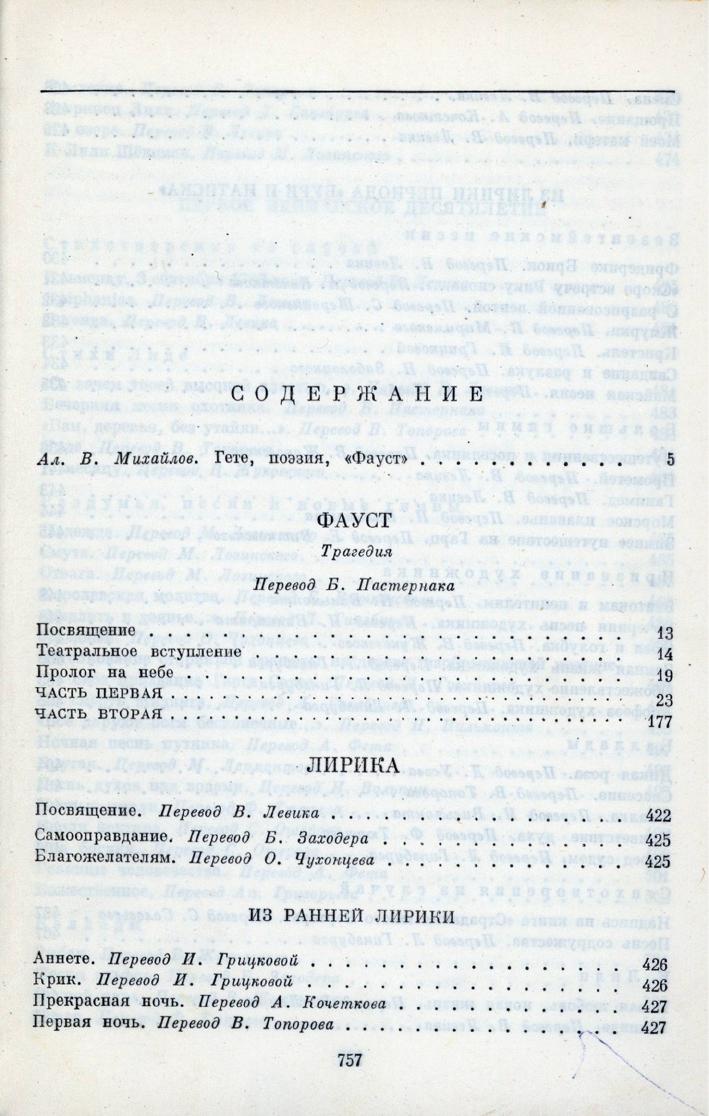 СОДЕРЖАНИЕ
Ал. В. Михайлов. Гете, поэзия, «Фауст» . . . . . . . . . . . . 5
ФАУСТ
Трагедия
Перевод Б. Пастернака
Посвящение . . . . . . . . . . . . . . . . . . . . . . . . 13
Театральное вступление . . . . . . . . . . . . . . . . . . 14
Пролог на небе . . . . . . . . . . . . . . . . . . . . . . 19
ЧАСТЬ ПЕРВАЯ . . . . . . . . . . . . . . . . . . . . . . . 23
ЧАСТЬ ВТОРАЯ . . . . . . . . . . . . . . . . . . . . . . . 177
ЛИРИКА
Посвящение. Перевод В. Левика . . . . . . . . . . . . . . . 422
Самооправдание. Перевод Б. Заходера . . . . . . . . . . . . 425
Благожелателям. Перевод О. Чухонцева . . . . . . . . . . . 425
ИЗ РАННЕЙ ЛИРИКИ
Аннете. Перевод И. Грицковой . . . . . . . . . . . . . . . 426
Крик. Перевод И. Грицковой . . . . . . . . . . . . . . . . 426
Прекрасная ночь. Перевод А. Кочеткова . . . . . . . . . . . 427
Первая ночь. Перевод В. Топорова . . . . . . . . . . . . . 427
757